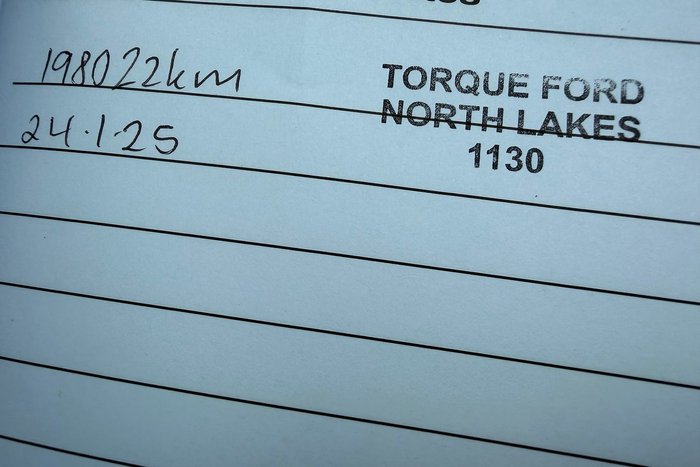 198022km
24.1.25
TORQUE FORD
NORTH LAKES
1130